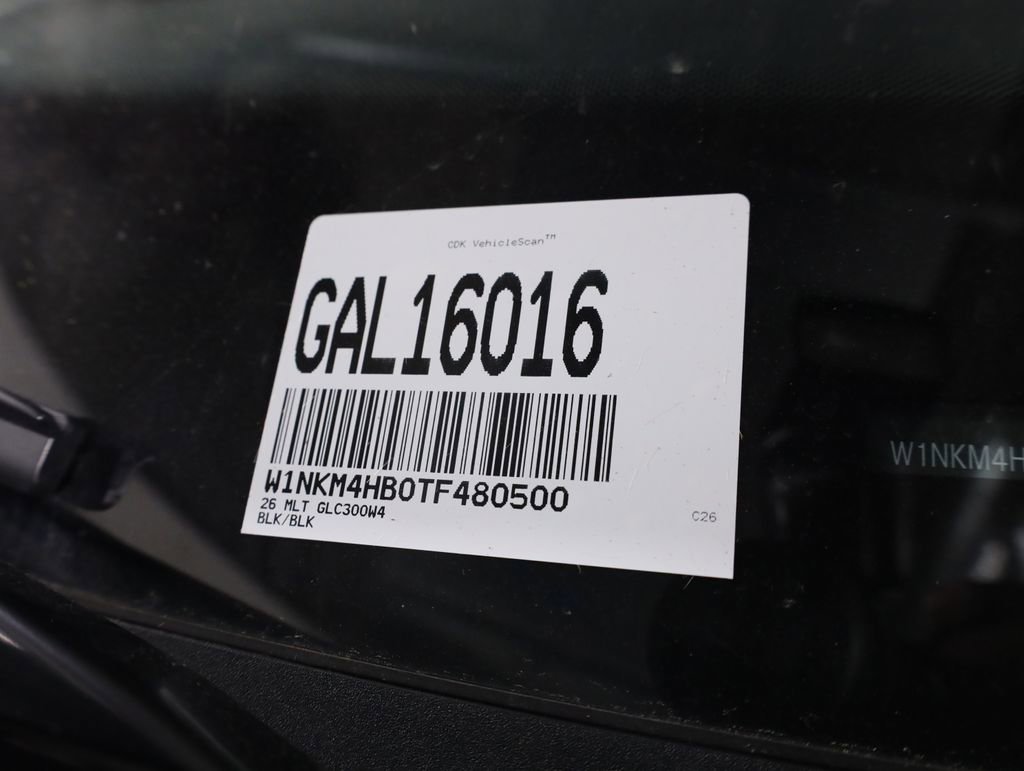 CDK VehicleScan™
GAL16016
W1NKM4HB0TF480500
26 MLT GLC300W4
BLK/BLK
C26
W1NKM4H